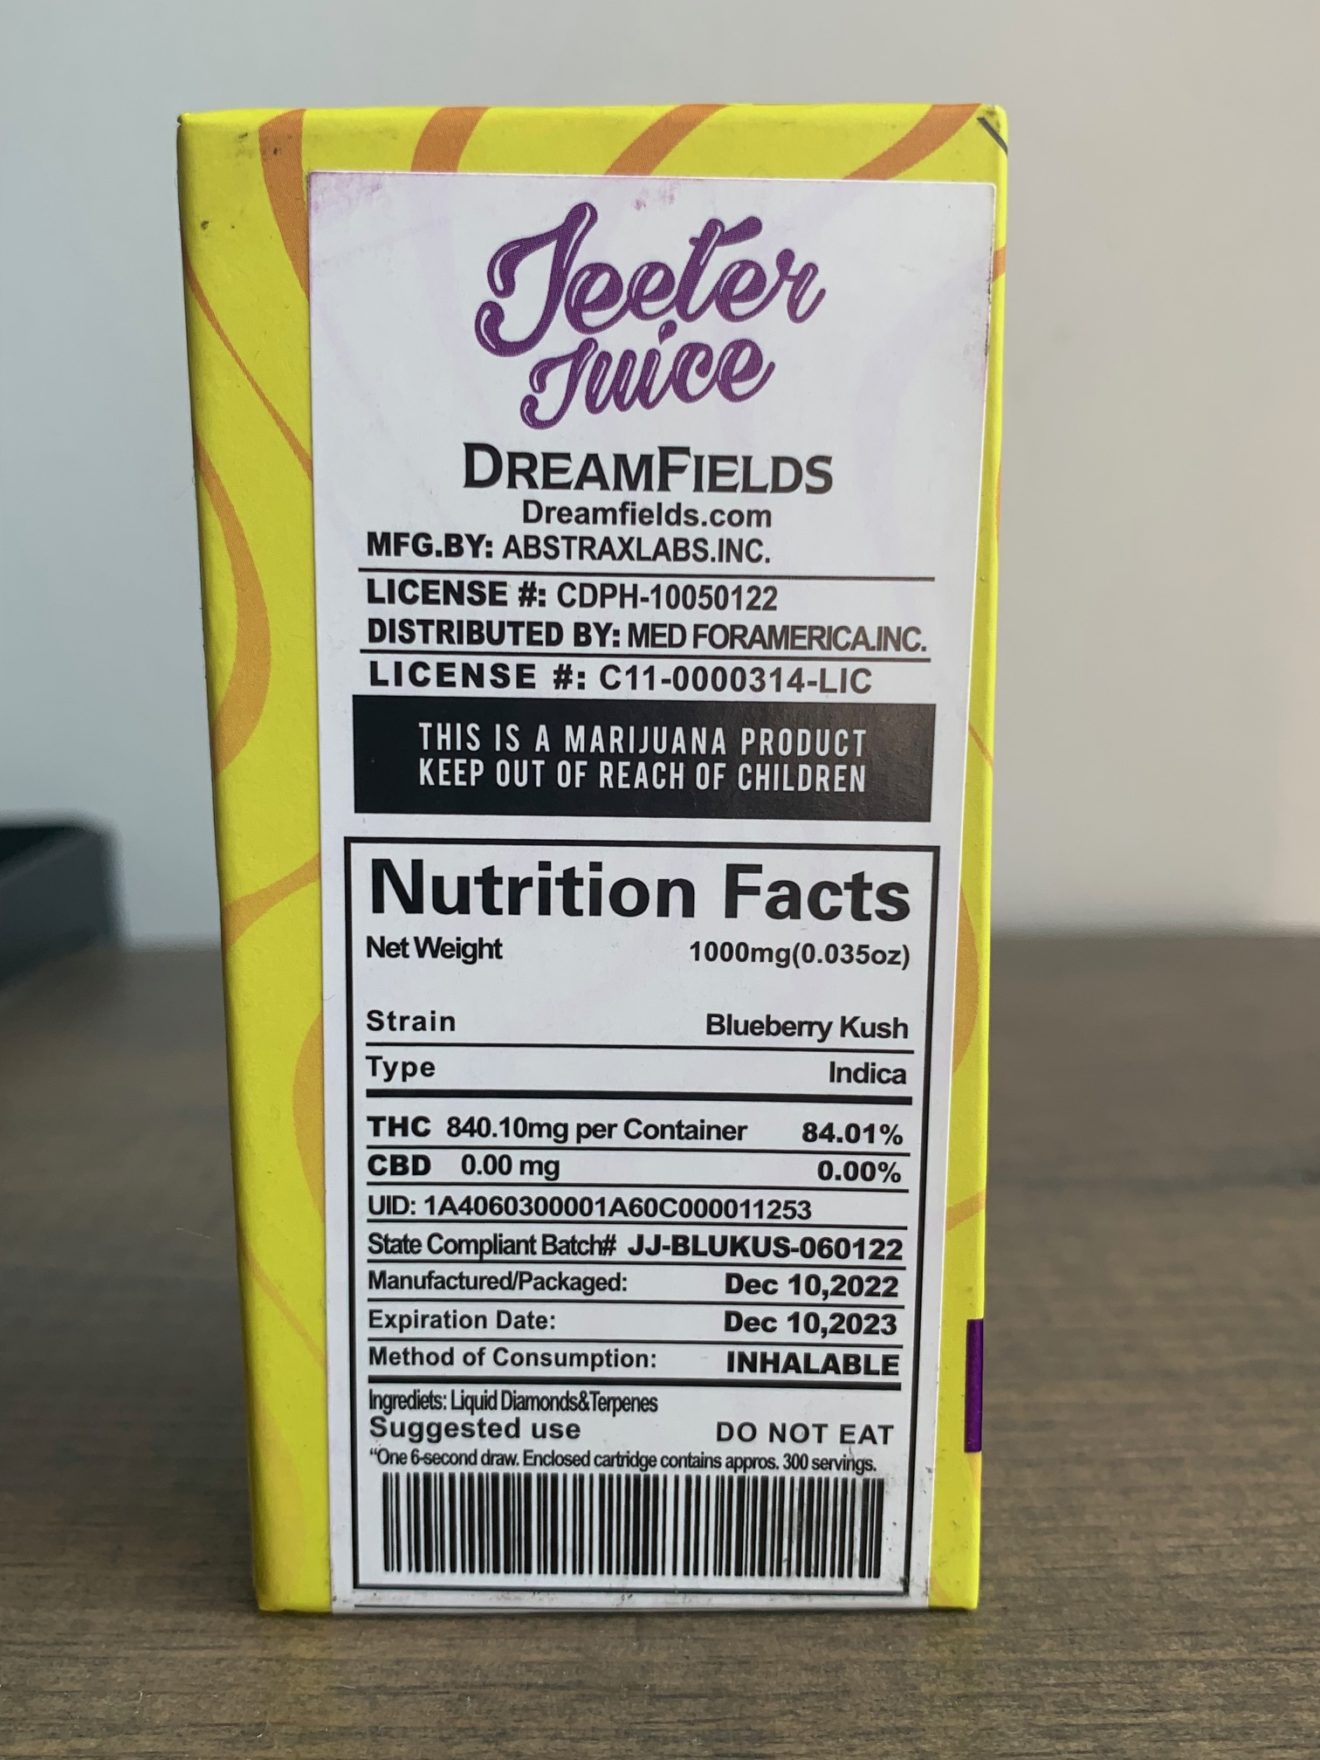 Jeeter
Juice
DREAMFIELDS
Dreamfields.com
MFG.BY: ABSTRAXLABS.INC.
LICENSE #: CDPH-10050122
DISTRIBUTED BY: MED FORAMERICA.INC.
LICENSE #: C11-0000314-LIC
THIS IS A MARIJUANA PRODUCT
KEEP OUT OF REACH OF CHILDREN
Nutrition Facts
Net Weight 1000mg(0.035oz)
Strain Blueberry Kush
Type Indica
THC 840.10mg per Container 84.01%
CBD 0.00 mg 0.00%
UID: 1A4060300001A60C000011253
State Compliant Batch# JJ-BLUKUS-060122
Manufactured/Packaged: Dec 10,2022
Expiration Date: Dec 10,2023
Method of Consumption: INHALABLE
Ingrediets: Liquid Diamonds&Terpenes
Suggested use DO NOT EAT
“One 6-second draw. Enclosed cartridge contains appros. 300 servings.